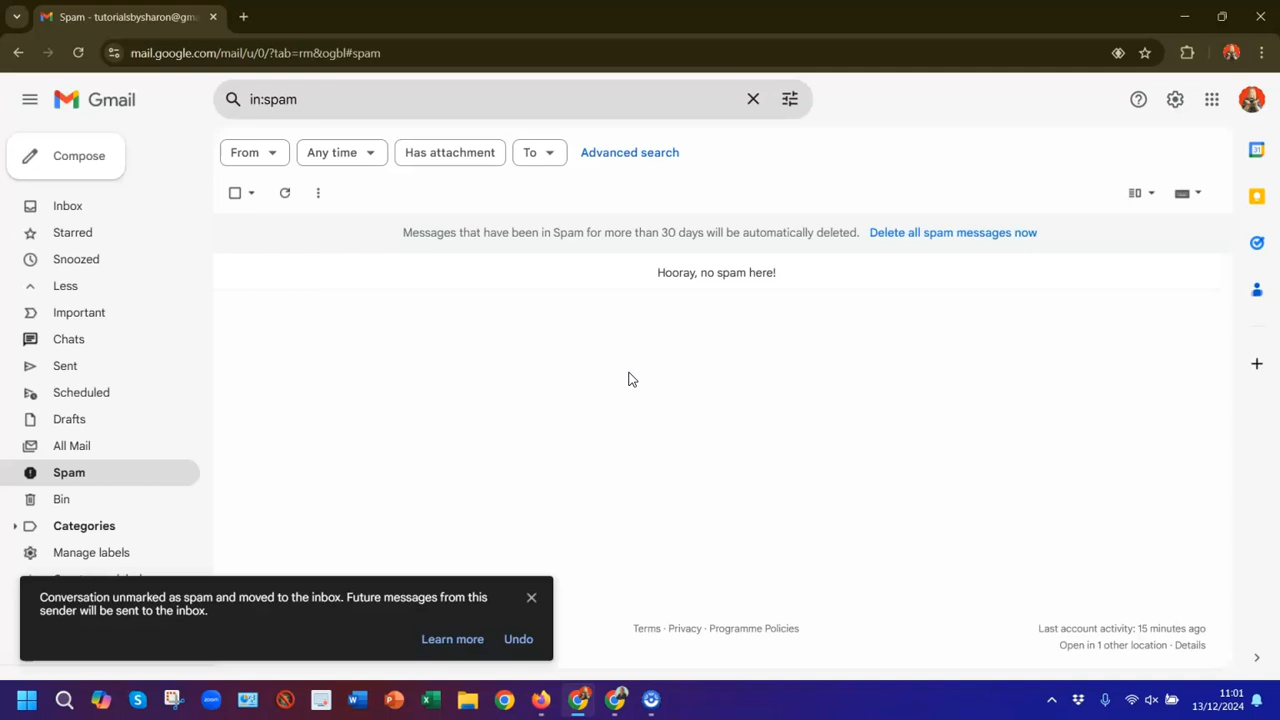 Spam - tutorialsbysharon@gma
mail.google.com/mail/u/0/?tab=rm&ogbl#spam
Gmail
in:spam
Compose
From
Any time
Has attachment
To
Advanced search
Inbox
Starred
Snoozed
Less
Important
Chats
Sent
Scheduled
Drafts
All Mail
Spam
Bin
Categories
Manage labels
Messages that have been in Spam for more than 30 days will be automatically deleted. Delete all spam messages now
Hooray, no spam here!
31
Conversation unmarked as spam and moved to the inbox. Future messages from this
sender will be sent to the inbox.
Learn more
Undo
Terms · Privacy · Programme Policies
Last account activity: 15 minutes ago
Open in 1 other location · Details
zoom
11:01
13/12/2024